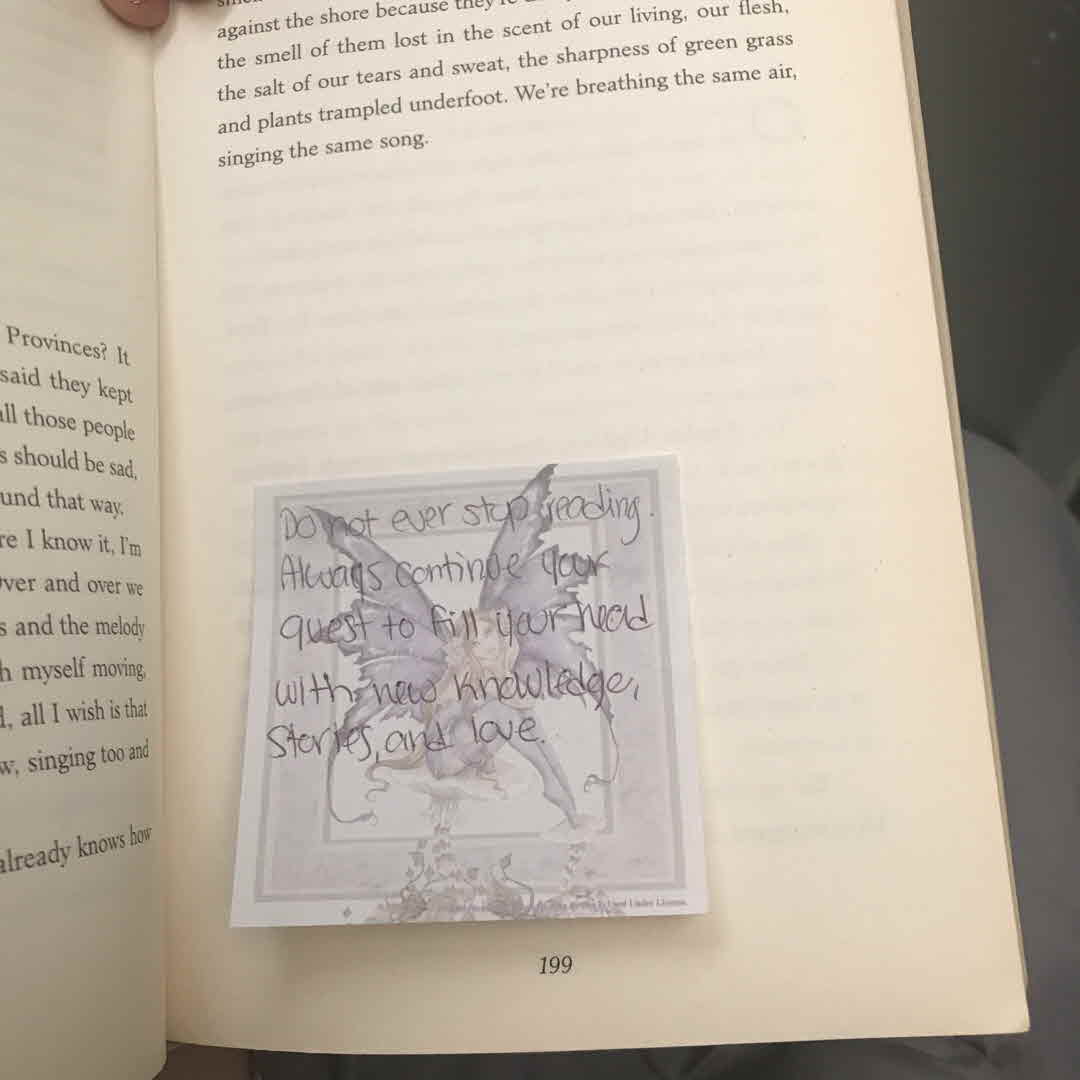 against the shore because they're
the smell of them lost in the scent of our living, our flesh,
the salt of our tears and sweat, the sharpness of green grass
and plants trampled underfoot. We're breathing the same air,
singing the same song.
Provinces? It
said they kept
all those people
s should be sad,
und that way,
re I know it, I'm
Over and over we
s and the melody
h myself moving,
d, all I wish is that
w, singing too and
already knows how
Do not ever stop reading.
Always continue your
quest to fill your head
with new knowledge,
stories, and love.
Used Under License.
199